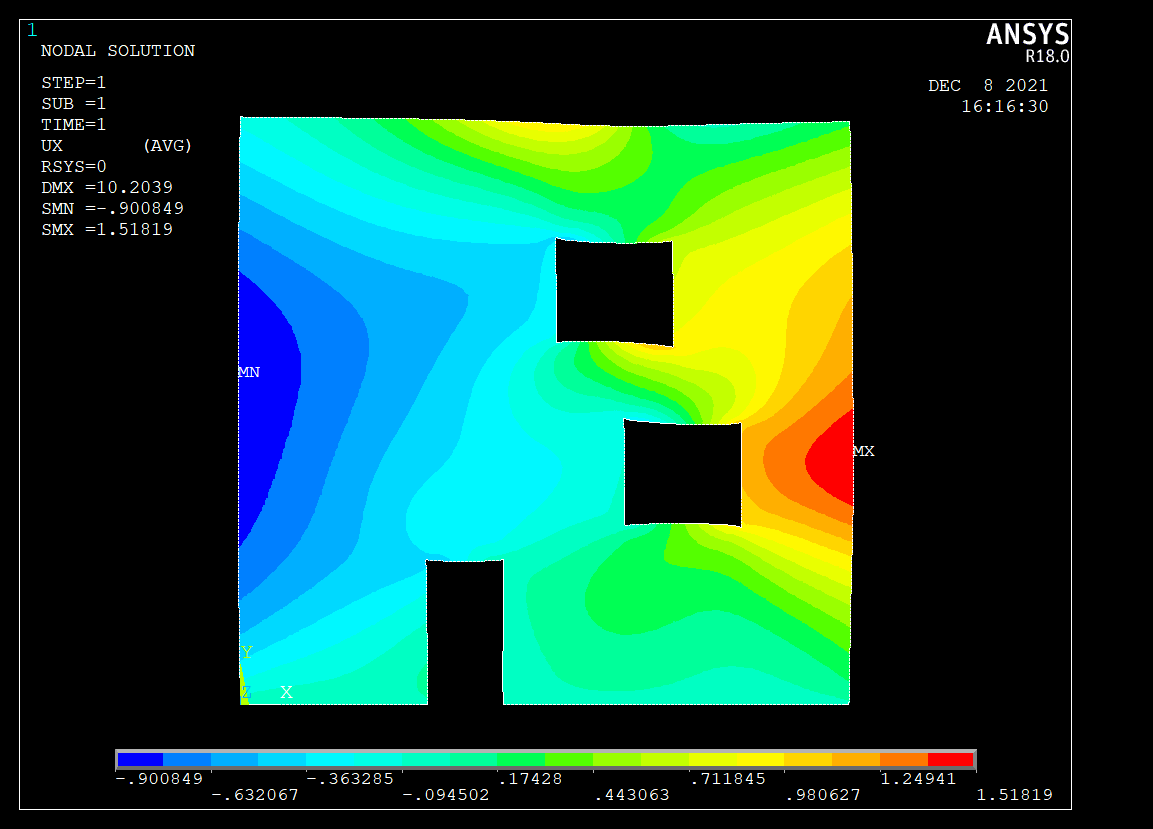 1
ANSYS
R18.0
NODAL SOLUTION
STEP=1
SUB =1
TIME=1
UX (AVG)
RSYS=0
DMX =10.2039
SMN =-.900849
SMX =1.51819
DEC 8 2021
16:16:30
MN
MX
Y
Z X
-.900849 -.363285 .17428 .711845 1.24941
-.632067 -.094502 .443063 .980627 1.51819